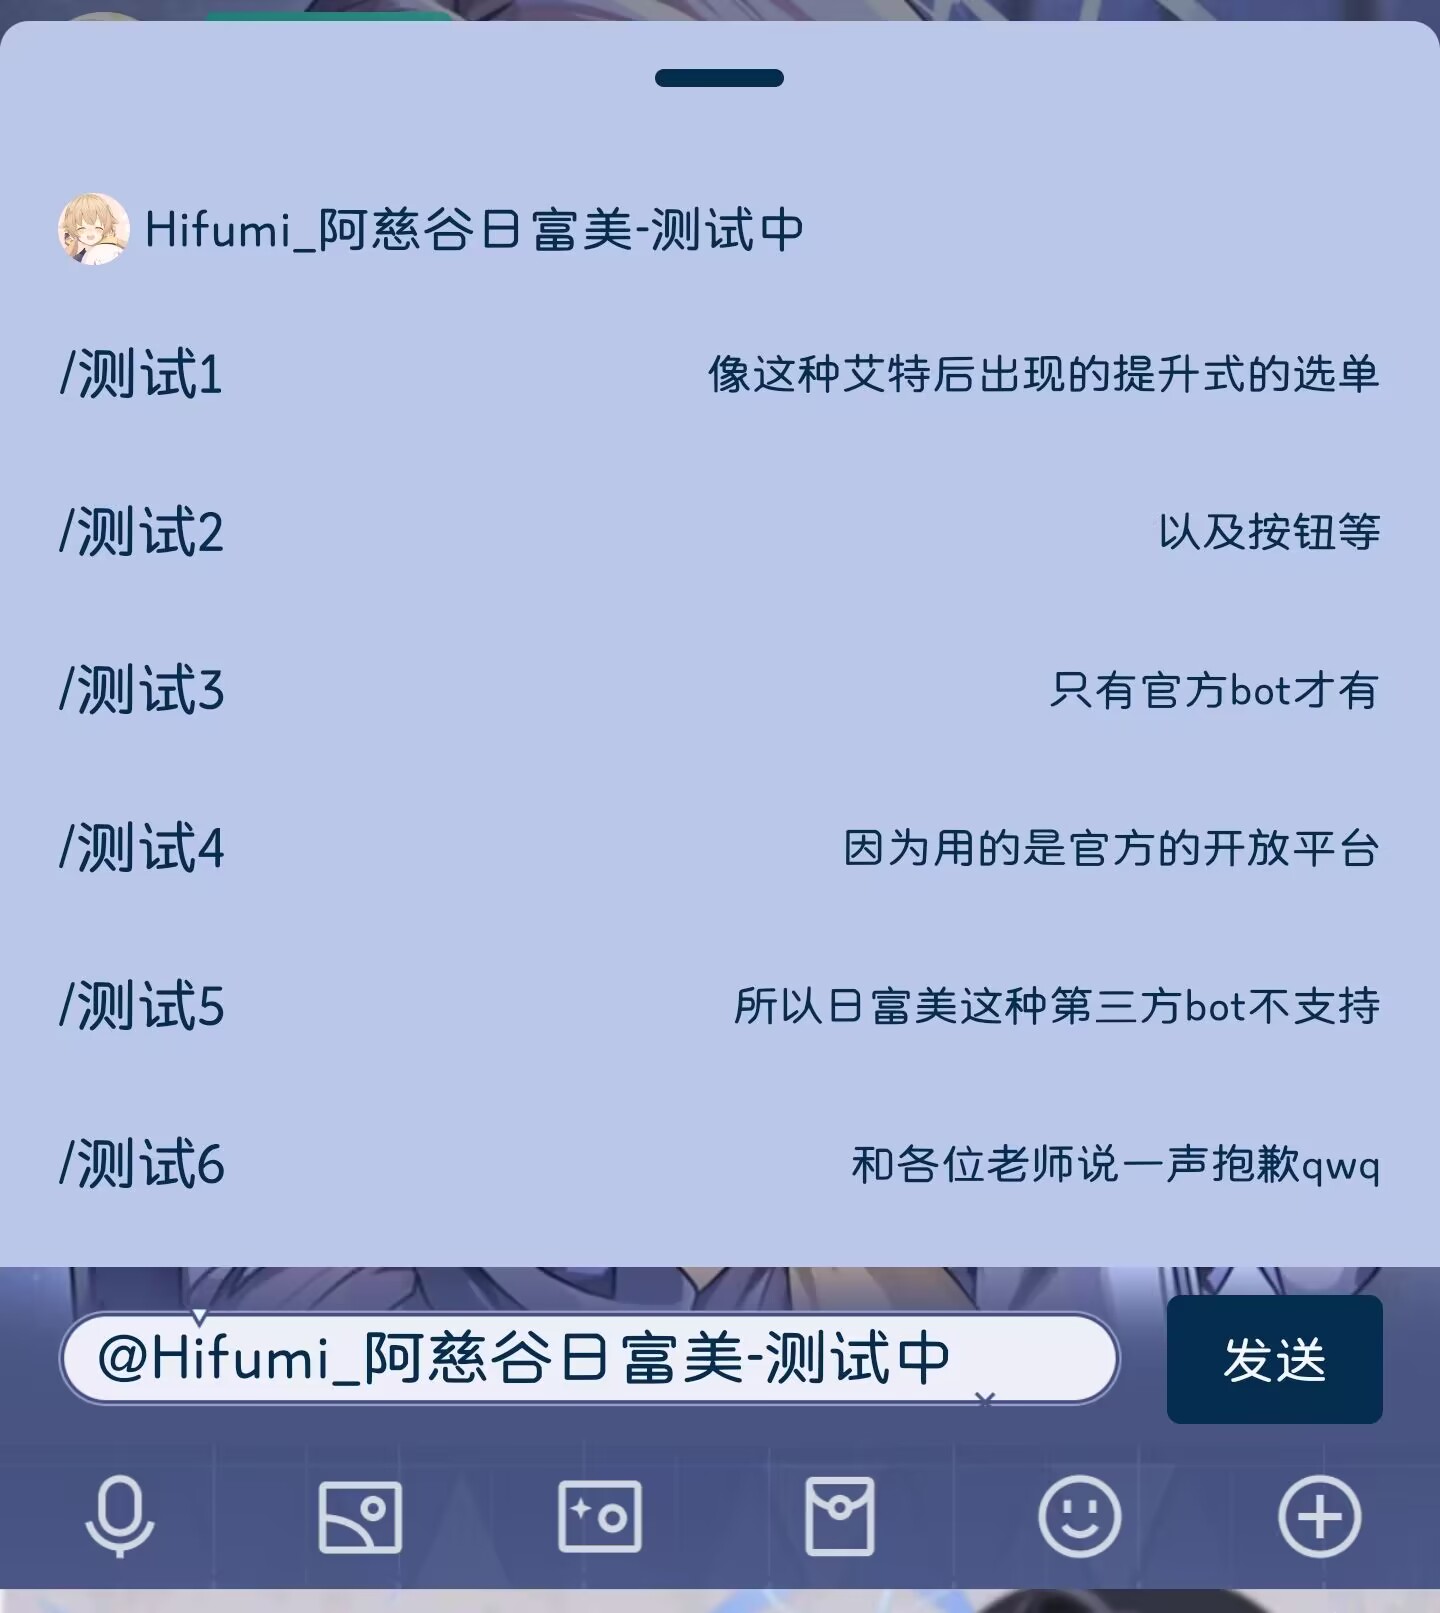 Hifumi_阿慈谷日富美-测试中
/测试1 像这种艾特后出现的提升式的选单
/测试2 以及按钮等
/测试3 只有官方bot才有
/测试4 因为用的是官方的开放平台
/测试5 所以日富美这种第三方bot不支持
/测试6 和各位老师说一声抱歉qwq
@Hifumi_阿慈谷日富美-测试中 发送